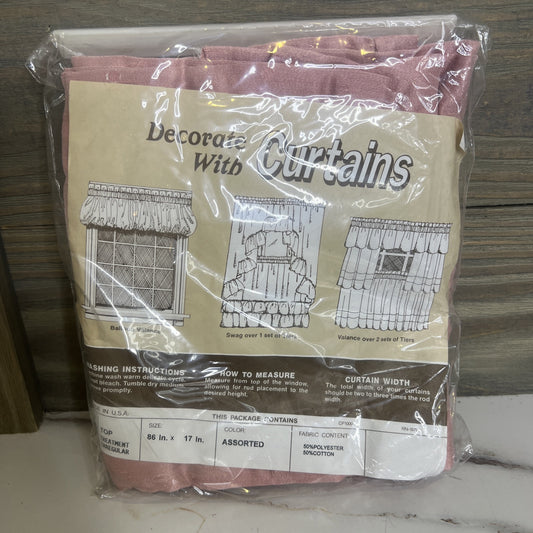 Decorate
With Curtains
Swag over 1 set of Tiers
Valance over 2 sets of Tiers
WASHING INSTRUCTIONS
wash warm delicate cycle
bleach. Tumble dry medium
promptly.
HOW TO MEASURE
Measure from top of the window,
allowing for rod placement to the
desired height.
CURTAIN WIDTH
The total width of your curtains
should be two to three times the rod
width.
IN U.S.A.
THIS PACKAGE CONTAINS
TOP
TREATMENT
IRREGULAR
SIZE:
86 In. x 17 In.
COLOR:
ASSORTED
FABRIC CONTENT
50%POLYESTER
50%COTTON